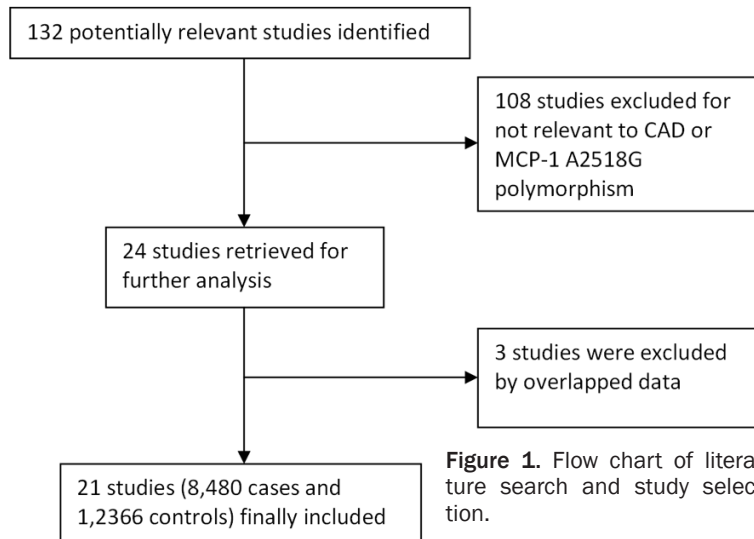 132 potentially relevant studies identified
108 studies excluded for
not relevant to CAD or
MCP-1 A2518G
polymorphism
24 studies retrieved for
further analysis
3 studies were excluded
by overlapped data
21 studies (8,480 cases and
1,2366 controls) finally included
Figure 1. Flow chart of litera-
ture search and study selec-
tion.